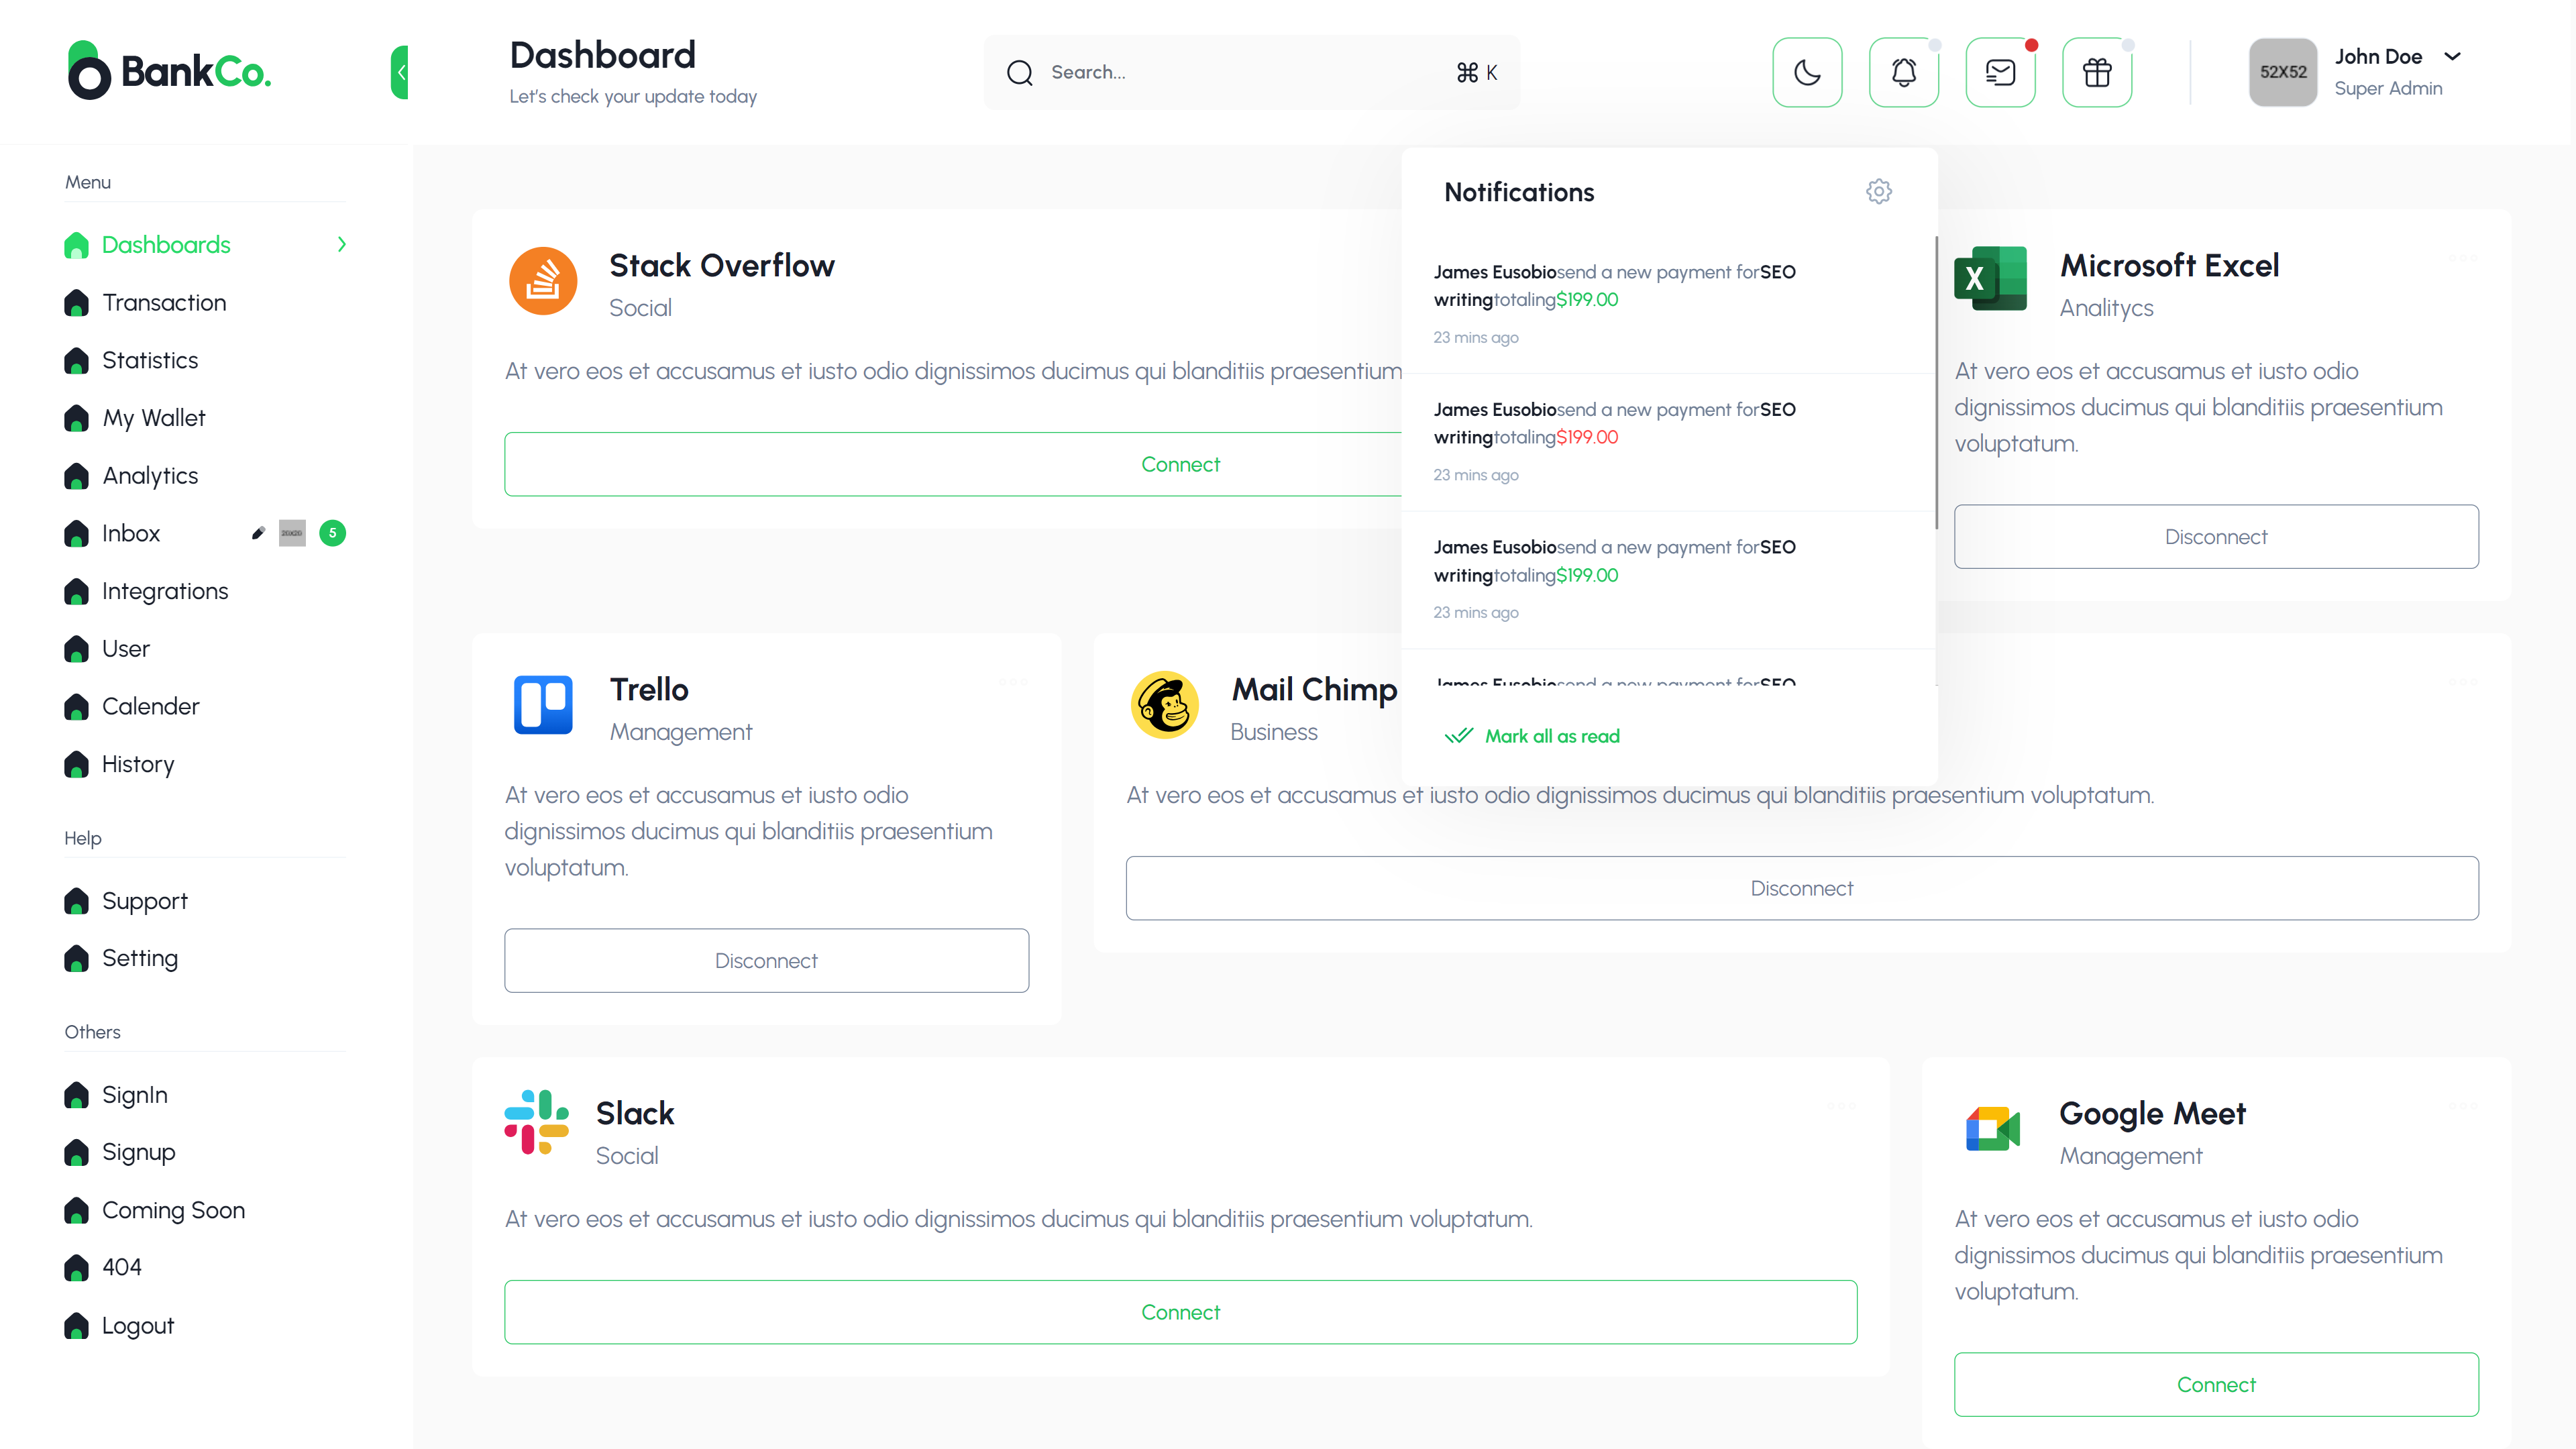 BankCo.
Dashboard
Let's check your update today
Search...
⌘ K
52X52
John Doe
Super Admin
Menu
Dashboards
Transaction
Statistics
My Wallet
Analytics
Inbox
5
Integrations
User
Calender
History
Help
Support
Setting
Others
SignIn
Signup
Coming Soon
404
Logout
Notifications
James Eusobiosend a new payment forSEO
writingtotaling$199.00
23 mins ago
James Eusobiosend a new payment forSEO
writingtotaling$199.00
23 mins ago
James Eusobiosend a new payment forSEO
writingtotaling$199.00
23 mins ago
James Eusobiosend a new payment forSEO
Mark all as read
Stack Overflow
Social
At vero eos et accusamus et iusto odio dignissimos ducimus qui blanditiis praesentium
Connect
Microsoft Excel
Analitycs
At vero eos et accusamus et iusto odio
dignissimos ducimus qui blanditiis praesentium
voluptatum.
Disconnect
Trello
Management
At vero eos et accusamus et iusto odio
dignissimos ducimus qui blanditiis praesentium
voluptatum.
Disconnect
Mail Chimp
Business
At vero eos et accusamus et iusto odio dignissimos ducimus qui blanditiis praesentium voluptatum.
Disconnect
Slack
Social
At vero eos et accusamus et iusto odio dignissimos ducimus qui blanditiis praesentium voluptatum.
Connect
Google Meet
Management
At vero eos et accusamus et iusto odio
dignissimos ducimus qui blanditiis praesentium
voluptatum.
Connect